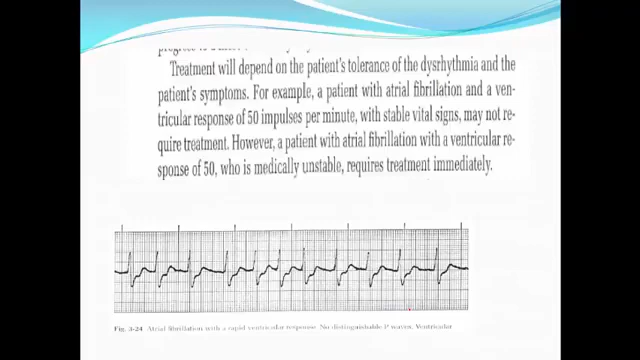 Treatment will depend on the patient's tolerance of the dysrhythmia and the
patient's symptoms. For example, a patient with atrial fibrillation and a ven-
tricular response of 50 impulses per minute, with stable vital signs, may not re-
quire treatment. However, a patient with atrial fibrillation with a ventricular re-
sponse of 50, who is medically unstable, requires treatment immediately.
Fig. 3-24 Atrial fibrillation with a rapid ventricular response. No distinguishable P waves. Ventricular